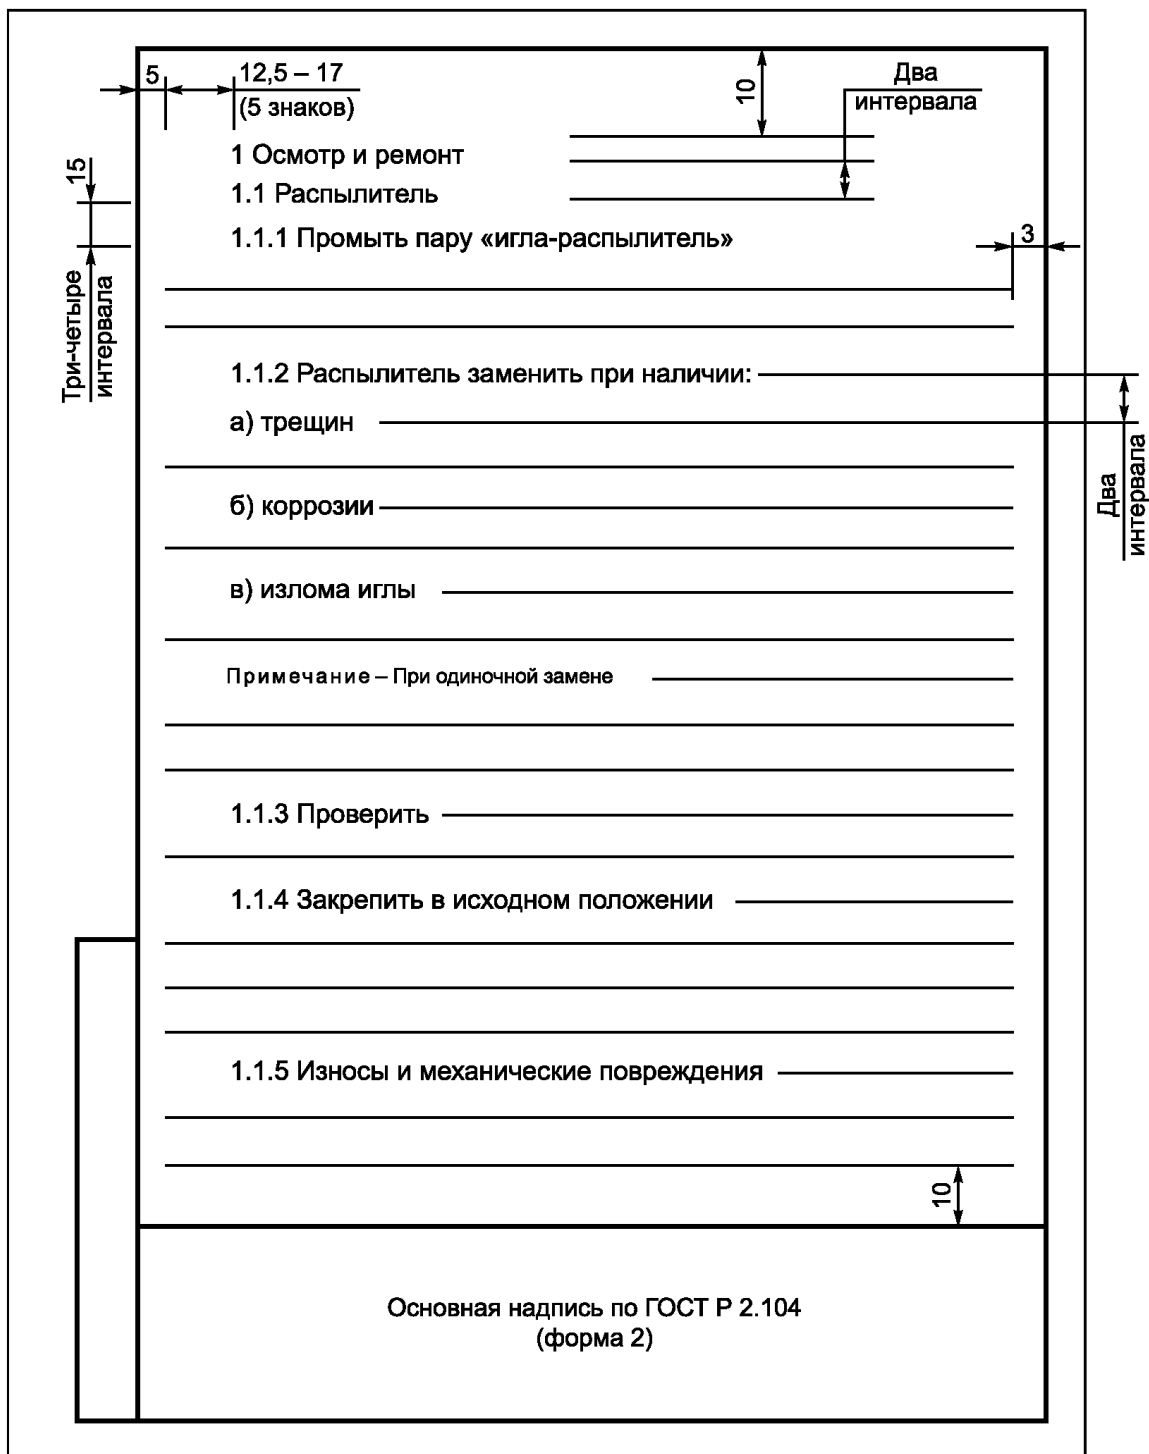 5
12,5 – 17
(5 знаков)
10
Два
интервала
1 Осмотр и ремонт
15
1.1 Распылитель
1.1.1 Промыть пару «игла-распылитель»
3
Три-четыре
интервала
1.1.2 Распылитель заменить при наличии:
а) трещин
Два
интервала
б) коррозии
в) излома иглы
Примечание – При одиночной замене
1.1.3 Проверить
1.1.4 Закрепить в исходном положении
1.1.5 Износы и механические повреждения
10
Основная надпись по ГОСТ Р 2.104
(форма 2)